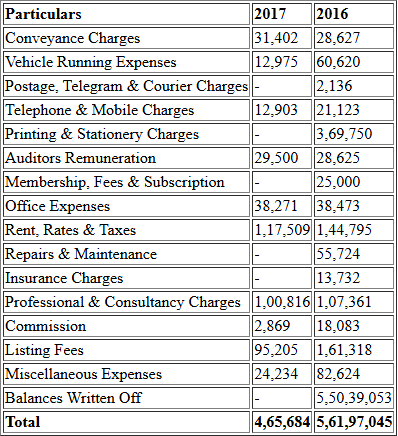 Particulars 2017 2016
Conveyance Charges 31,402 28,627
Vehicle Running Expenses 12,975 60,620
Postage, Telegram & Courier Charges - 2,136
Telephone & Mobile Charges 12,903 21,123
Printing & Stationery Charges - 3,69,750
Auditors Remuneration 29,500 28,625
Membership, Fees & Subscription - 25,000
Office Expenses 38,271 38,473
Rent, Rates & Taxes 1,17,509 1,44,795
Repairs & Maintenance - 55,724
Insurance Charges - 13,732
Professional & Consultancy Charges 1,00,816 1,07,361
Commission 2,869 18,083
Listing Fees 95,205 1,61,318
Miscellaneous Expenses 24,234 82,624
Balances Written Off - 5,50,39,053
Total 4,65,684 5,61,97,045